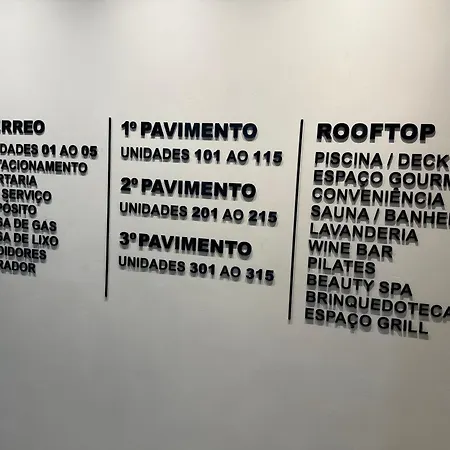 ÉRREO
DADES 01 AO 05
TACIONAMENTO
RTARIA
SERVIÇO
PÓSITO
SA DE GÁS
SA DE LIXO
DIDORES
RADOR
1º PAVIMENTO
UNIDADES 101 AO 115
2º PAVIMENTO
UNIDADES 201 AO 215
3º PAVIMENTO
UNIDADES 301 AO 315
ROOFTOP
PISCINA / DECK
ESPAÇO GOURM
CONVENIÊNCIA
SAUNA / BANHE
LAVANDERIA
WINE BAR
PILATES
BEAUTY SPA
BRINQUEDOTECA
ESPAÇO GRILL